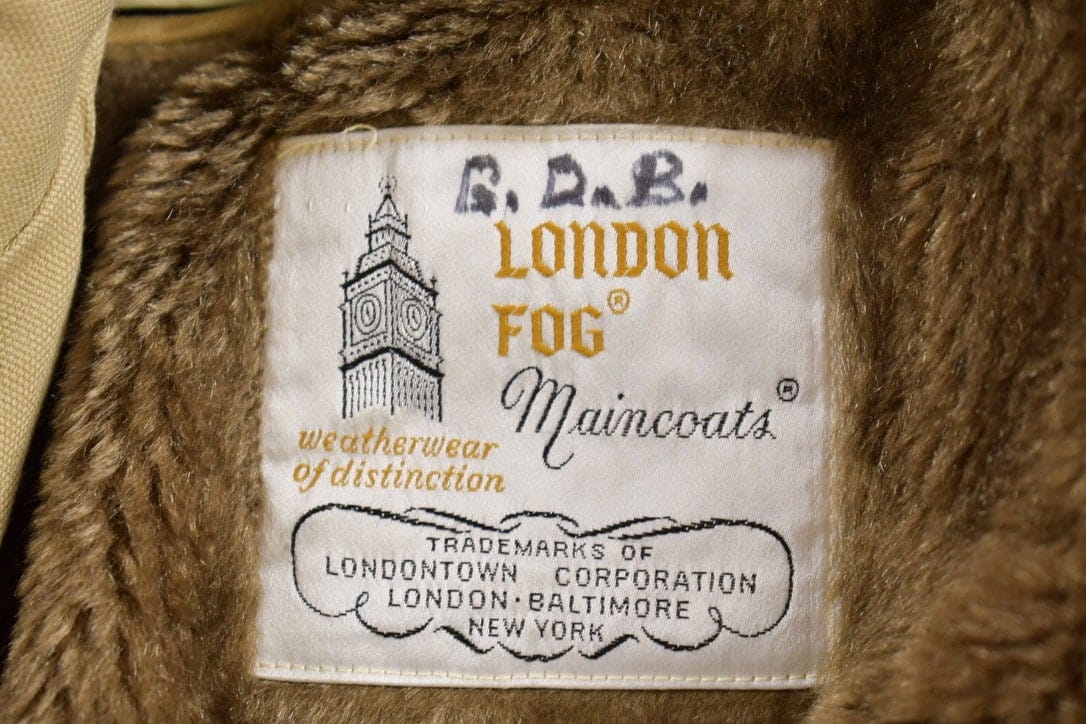 G. D. B.
LONDON
FOG®
Maincoats®
weatherwear
of distinction
TRADEMARKS OF
LONDONTOWN CORPORATION
LONDON·BALTIMORE
NEW YORK